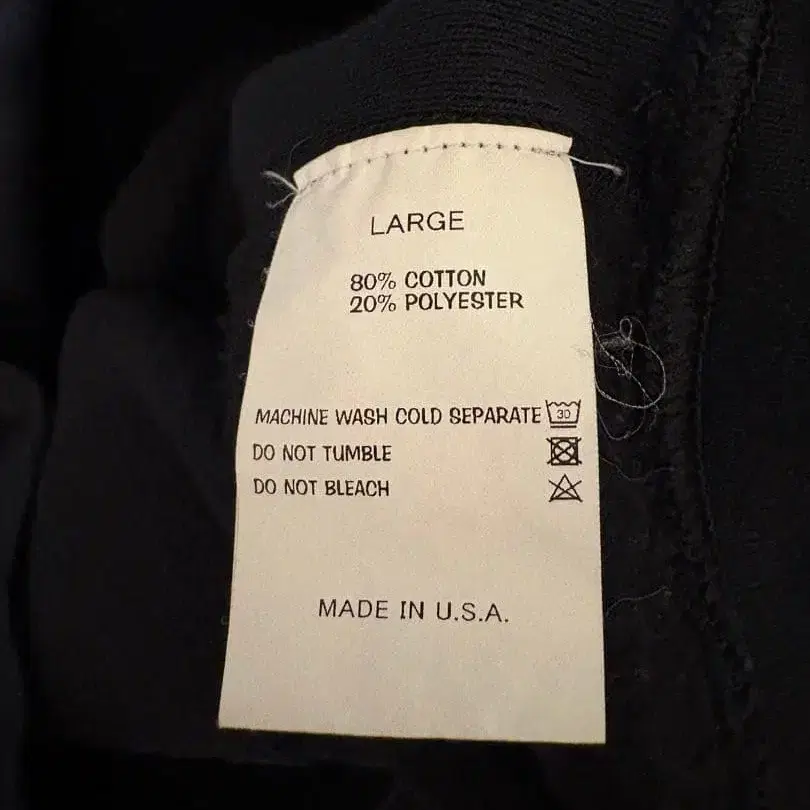 LARGE
80% COTTON
20% POLYESTER
MACHINE WASH COLD SEPARATE 30
DO NOT TUMBLE
DO NOT BLEACH
MADE IN U.S.A.